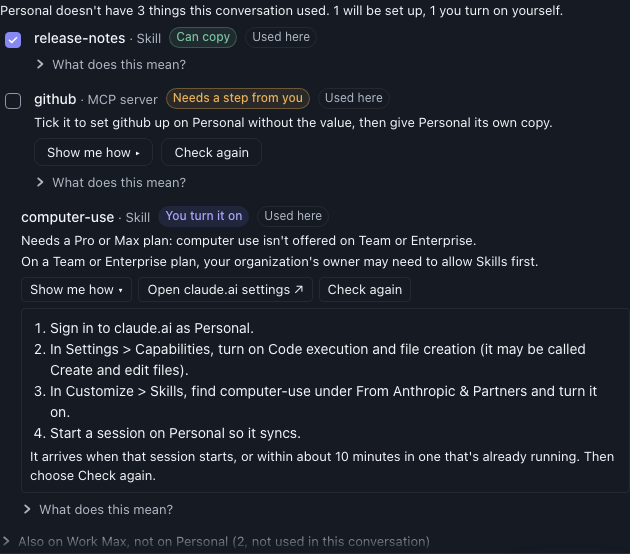 Personal doesn't have 3 things this conversation used. 1 will be set up, 1 you turn on yourself.
release-notes · Skill Can copy Used here
What does this mean?
github · MCP server Needs a step from you Used here
Tick it to set github up on Personal without the value, then give Personal its own copy.
Show me how Check again
What does this mean?
computer-use · Skill You turn it on Used here
Needs a Pro or Max plan: computer use isn't offered on Team or Enterprise.
On a Team or Enterprise plan, your organization's owner may need to allow Skills first.
Show me how Open claude.ai settings ↗ Check again
1. Sign in to claude.ai as Personal.
2. In Settings > Capabilities, turn on Code execution and file creation (it may be called
Create and edit files).
3. In Customize > Skills, find computer-use under From Anthropic & Partners and turn it
on.
4. Start a session on Personal so it syncs.
It arrives when that session starts, or within about 10 minutes in one that's already running. Then
choose Check again.
What does this mean?
Also on Work Max, not on Personal (2, not used in this conversation)